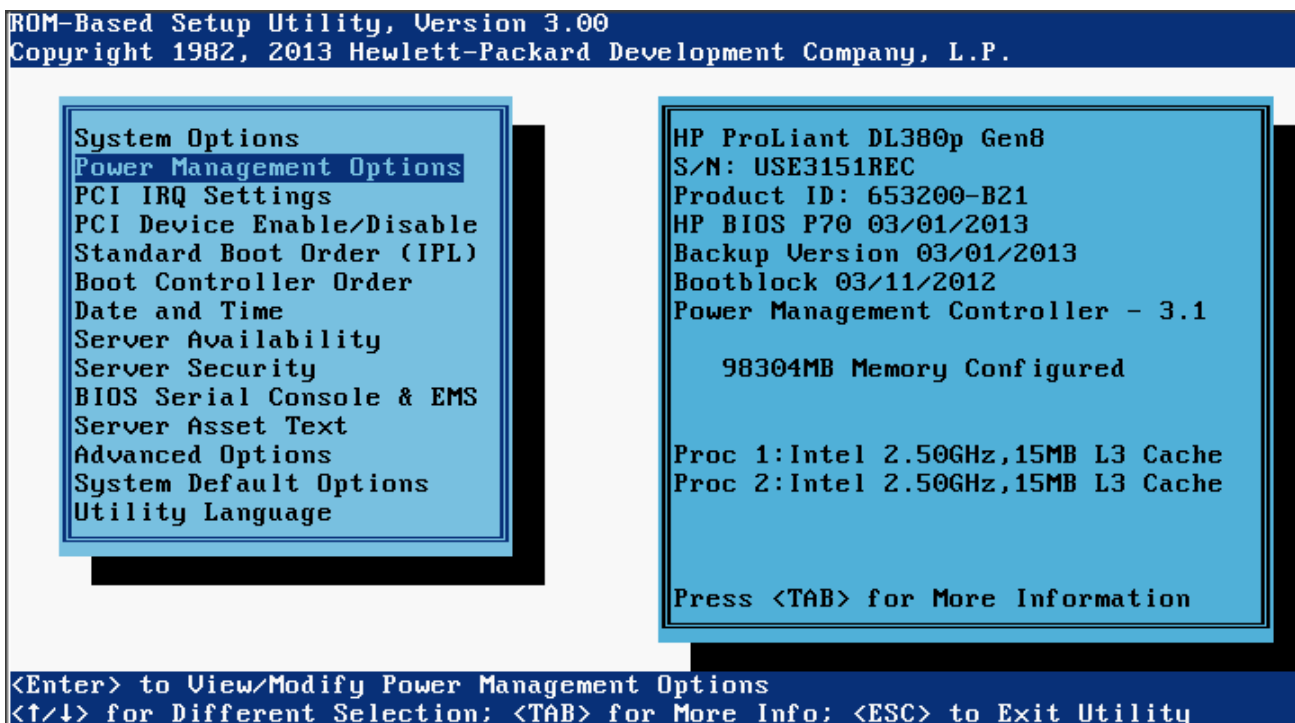 ROM-Based Setup Utility, Version 3.00
Copyright 1982, 2013 Hewlett-Packard Development Company, L.P.
System Options
Power Management Options
PCI IRQ Settings
PCI Device Enable/Disable
Standard Boot Order (IPL)
Boot Controller Order
Date and Time
Server Availability
Server Security
BIOS Serial Console & EMS
Server Asset Text
Advanced Options
System Default Options
Utility Language
HP ProLiant DL380p Gen8
S/N: USE3151REC
Product ID: 653200-B21
HP BIOS P70 03/01/2013
Backup Version 03/01/2013
Bootblock 03/11/2012
Power Management Controller - 3.1
98304MB Memory Configured
Proc 1:Intel 2.50GHz,15MB L3 Cache
Proc 2:Intel 2.50GHz,15MB L3 Cache
Press <TAB> for More Information
<Enter> to View/Modify Power Management Options
<↑/↓> for Different Selection; <TAB> for More Info; <ESC> to Exit Utility